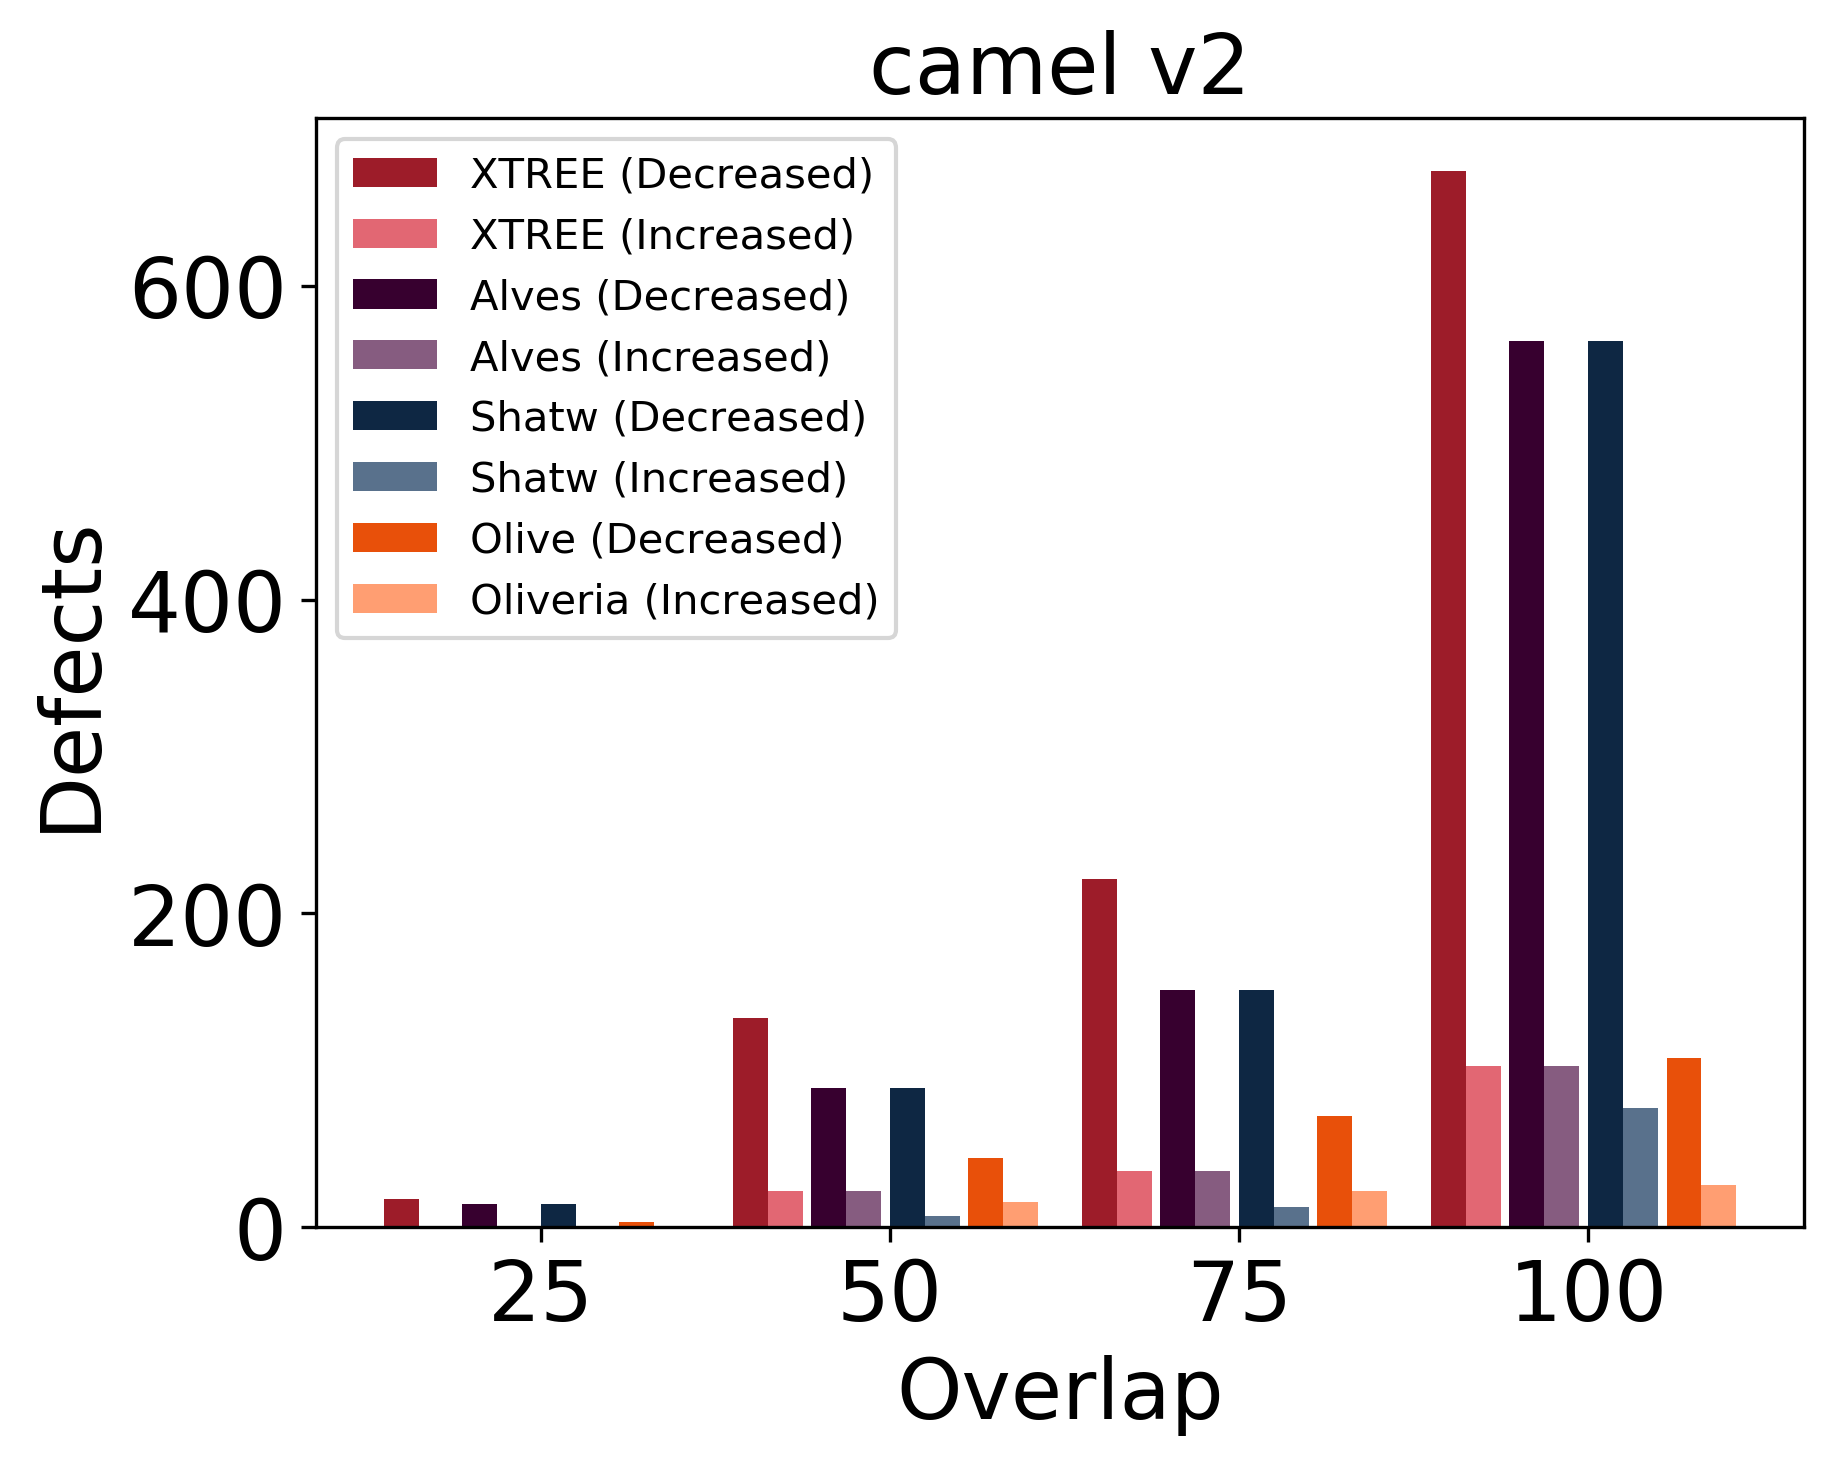 camel v2
XTREE (Decreased)
XTREE (Increased)
Alves (Decreased)
Alves (Increased)
Shatw (Decreased)
Shatw (Increased)
Olive (Decreased)
Oliveria (Increased)
Defects
600
400
200
0
25 50 75 100
Overlap